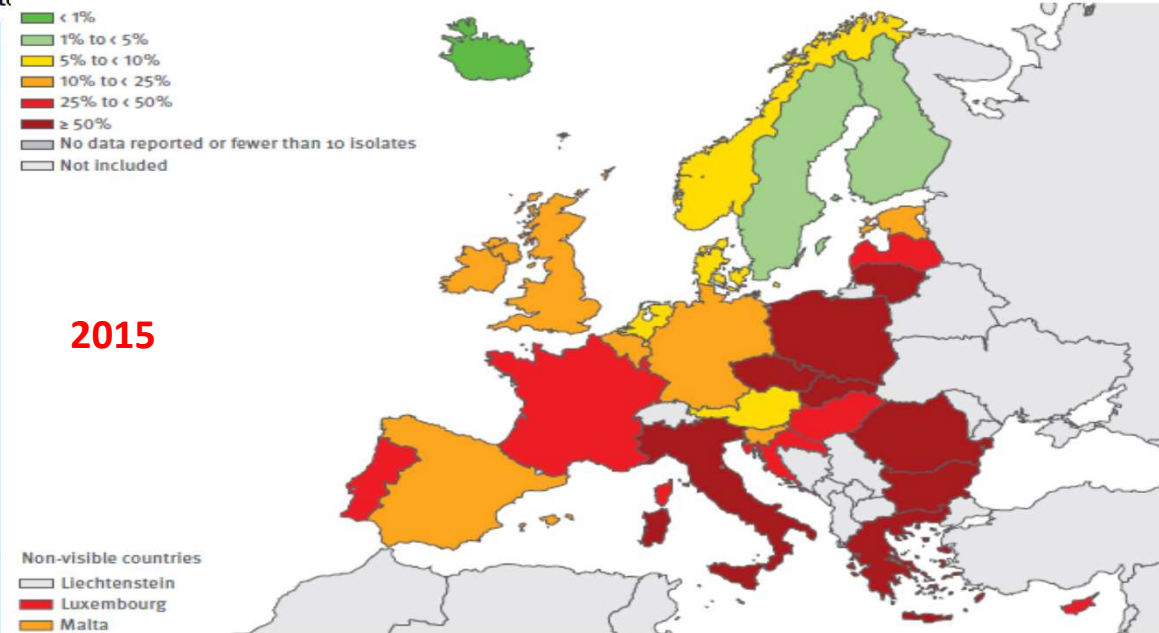 < 1%
1% to < 5%
5% to < 10%
10% to < 25%
25% to < 50%
≥ 50%
No data reported or fewer than 10 isolates
Not included
2015
Non-visible countries
Liechtenstein
Luxembourg
Malta